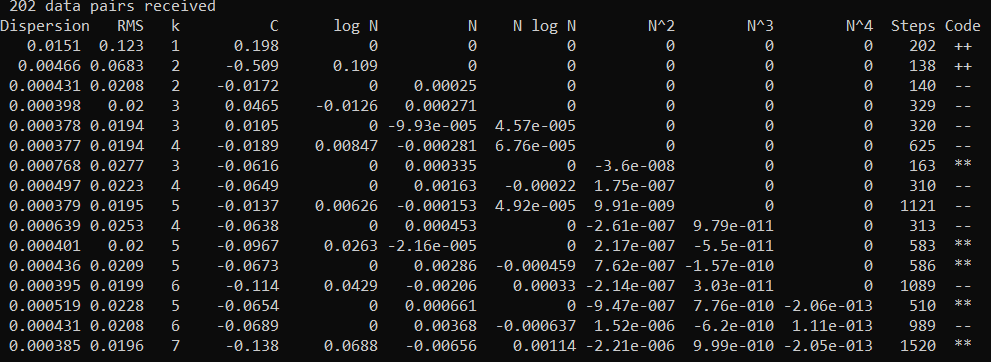 202 data pairs received
Dispersion RMS k C log N N N log N N^2 N^3 N^4 Steps Code
0.0151 0.123 1 0.198 0 0 0 0 0 0 202 ++
0.00466 0.0683 2 -0.509 0.109 0 0 0 0 0 138 ++
0.000431 0.0208 2 -0.0172 0 0.00025 0 0 0 0 140 --
0.000398 0.02 3 0.0465 -0.0126 0.000271 0 0 0 0 329 --
0.000378 0.0194 3 0.0105 0 -9.93e-005 4.57e-005 0 0 0 320 --
0.000377 0.0194 4 -0.0189 0.00847 -0.000281 6.76e-005 0 0 0 625 --
0.000768 0.0277 3 -0.0616 0 0.000335 0 -3.6e-008 0 0 163 **
0.000497 0.0223 4 -0.0649 0 0.00163 -0.00022 1.75e-007 0 0 310 --
0.000379 0.0195 5 -0.0137 0.00626 -0.000153 4.92e-005 9.91e-009 0 0 1121 --
0.000639 0.0253 4 -0.0638 0 0.000453 0 -2.61e-007 9.79e-011 0 313 --
0.000401 0.02 5 -0.0967 0.0263 -2.16e-005 0 2.17e-007 -5.5e-011 0 583 **
0.000436 0.0209 5 -0.0673 0 0.00286 -0.000459 7.62e-007 -1.57e-010 0 586 **
0.000395 0.0199 6 -0.114 0.0429 -0.00206 0.00033 -2.14e-007 3.03e-011 0 1089 --
0.000519 0.0228 5 -0.0654 0 0.000661 0 -9.47e-007 7.76e-010 -2.06e-013 510 **
0.000431 0.0208 6 -0.0689 0 0.00368 -0.000637 1.52e-006 -6.2e-010 1.11e-013 989 --
0.000385 0.0196 7 -0.138 0.0688 -0.00656 0.00114 -2.21e-006 9.99e-010 -2.05e-013 1520 **